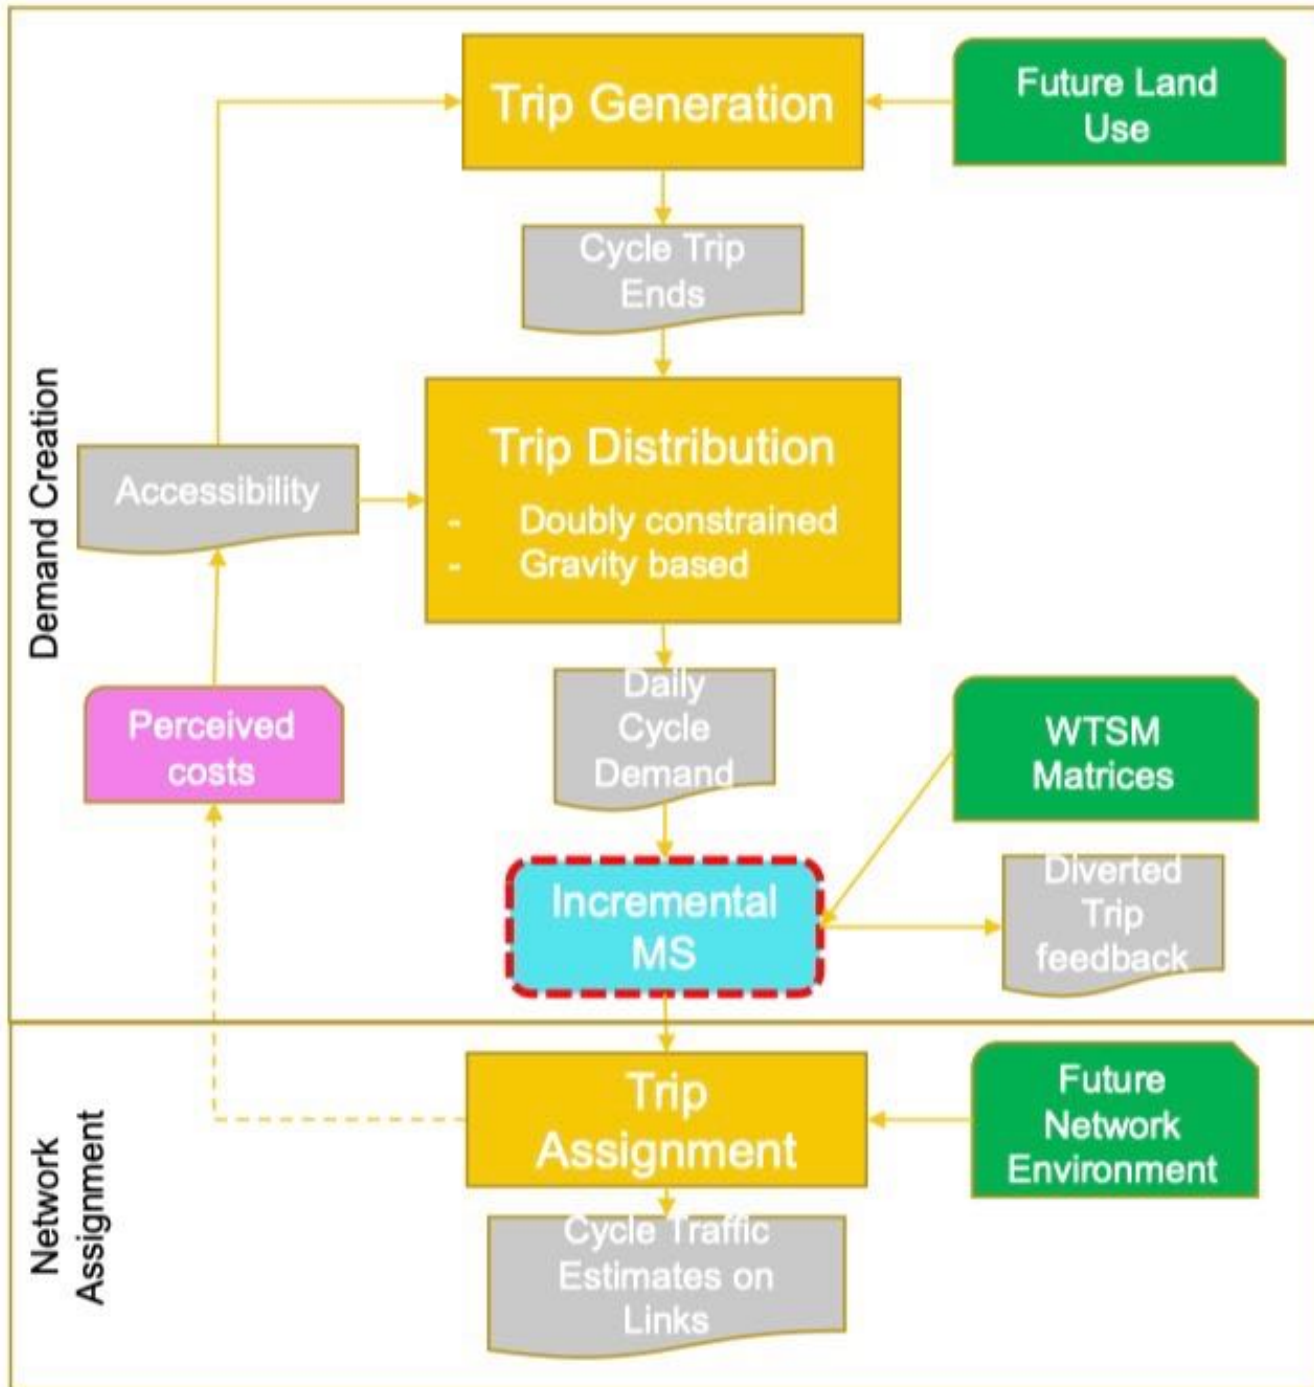 Trip Generation
Future Land
Use
Cycle Trip
Ends
Demand Creation
Trip Distribution
- Doubly constrained
- Gravity based
Accessibility
Perceived
costs
Daily
Cycle
Demand
WTSM
Matrices
Incremental
MS
Diverted
Trip
feedback
Network
Assignment
Trip
Assignment
Future
Network
Environment
Cycle Traffic
Estimates on
Links